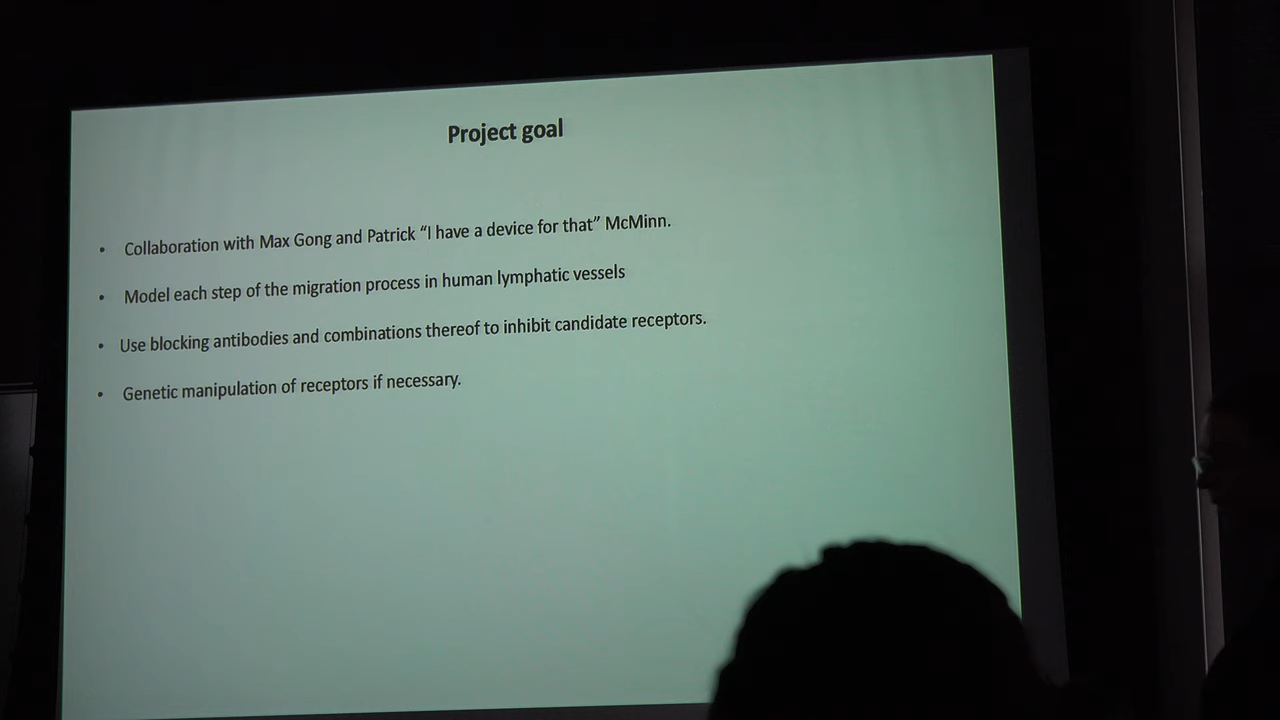 Project goal
• Collaboration with Max Gong and Patrick “I have a device for that” McMinn.
• Model each step of the migration process in human lymphatic vessels
• Use blocking antibodies and combinations thereof to inhibit candidate receptors.
• Genetic manipulation of receptors if necessary.